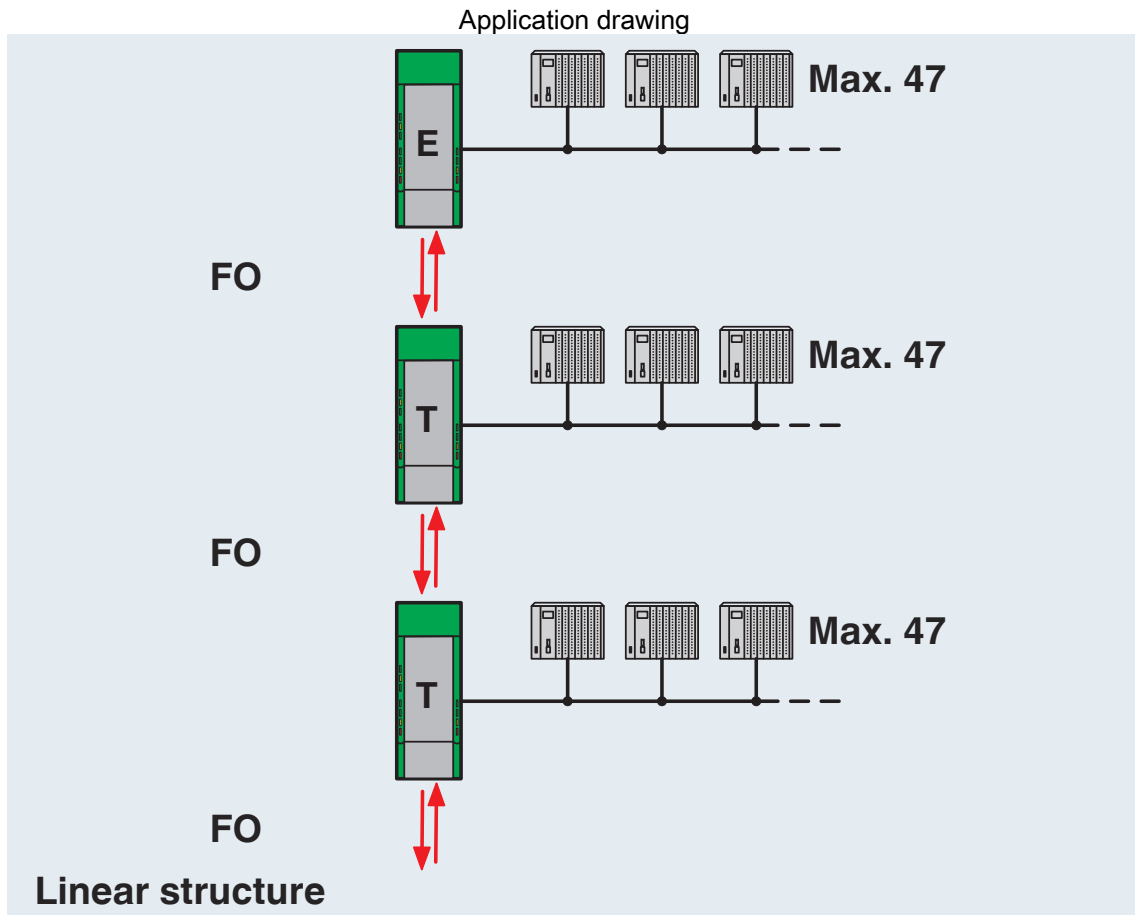 Application drawing
Max. 47
E
FO
Max. 47
T
FO
Max. 47
T
FO
Linear structure